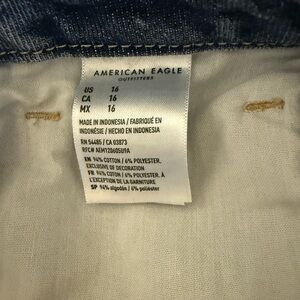 AMERICAN EAGLE
OUTFITTERS
US 16
CA 16
MX 16
MADE IN INDONESIA / FABRIQUÉ EN
INDONÉSIE / HECHO EN INDONESIA
RN 54485 / CA 03873
RFC# AEM120605U9A
EN 94% COTTON / 6% POLYESTER.
EXCLUSIVE OF DECORATION
FR 94% COTON / 6% POLYESTER. À
L'EXCEPTION DE LA GARNITURE
SP 94% algodón / 6% poliéster